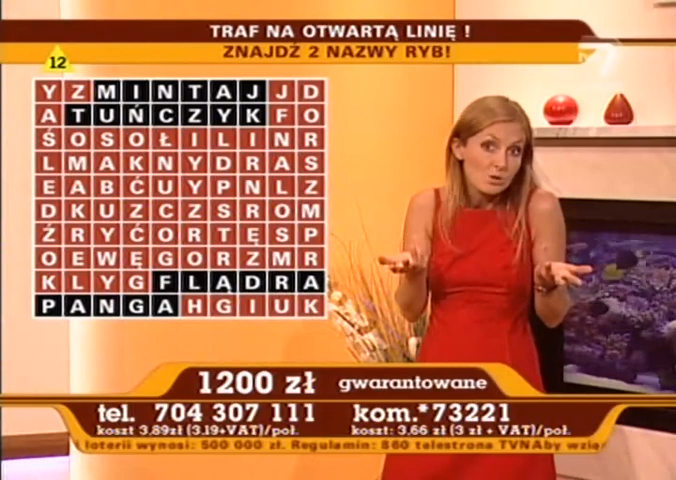 TRAF NA OTWARTĄ LINIĘ !
ZNAJDŹ 2 NAZWY RYB!
12
Y Z M I N T A J J D
A T U Ń C Z Y K F O
Ś O S O Ł I L I N R
L M A K N Y D R A S
E A B Ć U Y P N L Z
D K U Z C Z S R O M
Ź R Y Ć O R T Ę S P
O E W Ę G O R Z M R
K L Y G F L Ą D R A
P A N G A H G I U K
1200 zł gwarantowane
tel. 704 307 111 kom.*73221
koszt 3.89zł (3.19+VAT)/poł. koszt: 3.66 zł (3 zł + VAT)/poł.
loterii wynosi: 500 000 zł. Regulamin: 860 telestrona TVNAby wzią